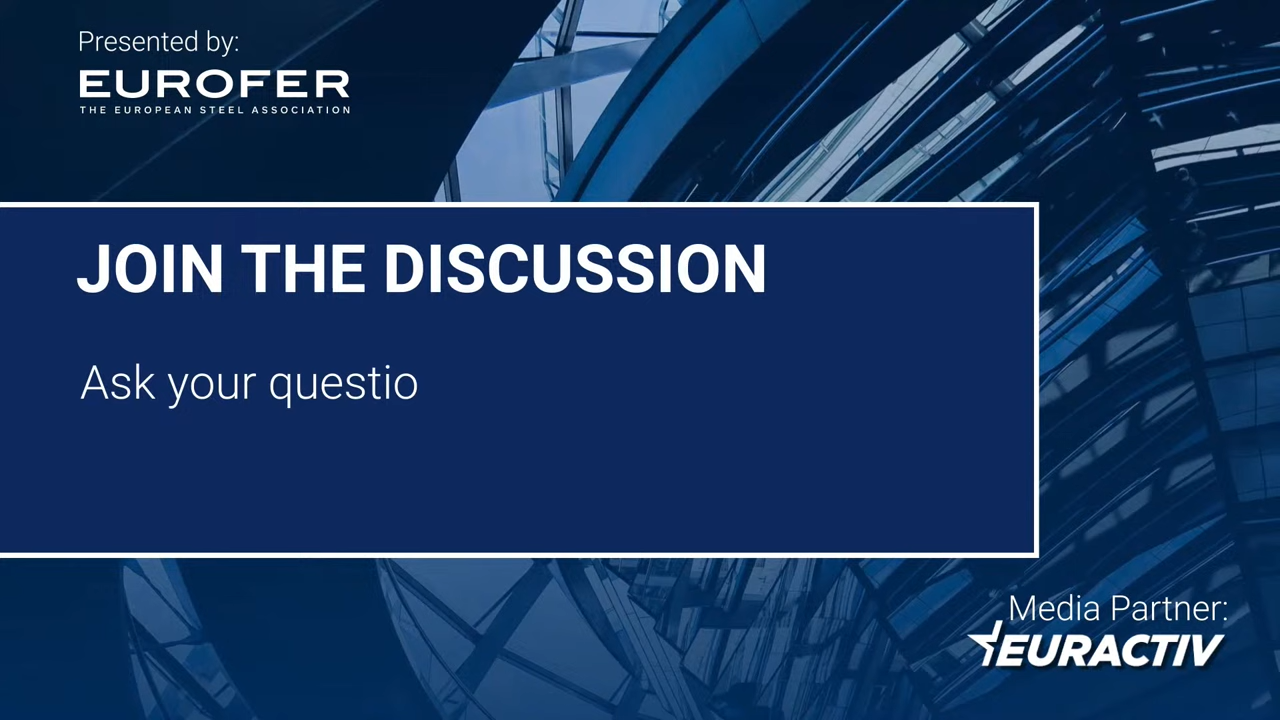 Presented by:
EUROFER
THE EUROPEAN STEEL ASSOCIATION
JOIN THE DISCUSSION
Ask your questio
Media Partner:
EURACTIV